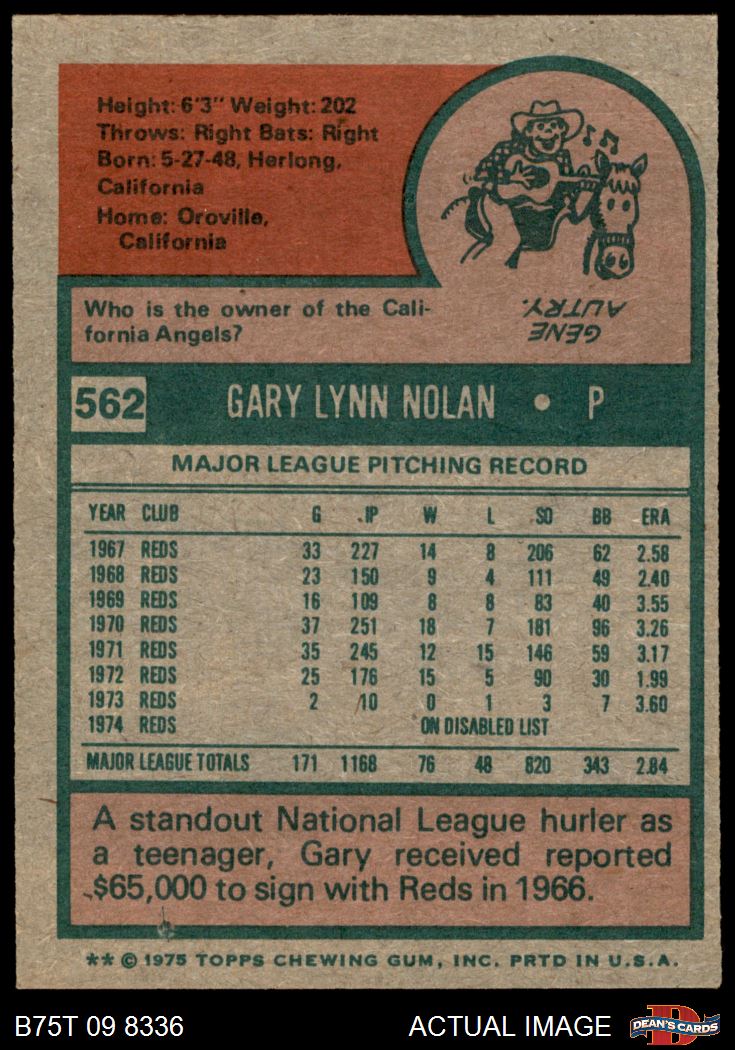 Height: 6'3" Weight: 202
Throws: Right Bats: Right
Born: 5-27-48, Herlong,
California
Home: Oroville,
California
Who is the owner of the Cali-
fornia Angels?
GENE
AUTRY.
562 GARY LYNN NOLAN • P
MAJOR LEAGUE PITCHING RECORD
YEAR CLUB G IP W L SO BB ERA
1967 REDS 33 227 14 8 206 62 2.58
1968 REDS 23 150 9 4 111 49 2.40
1969 REDS 16 109 8 8 83 40 3.55
1970 REDS 37 251 18 7 181 96 3.26
1971 REDS 35 245 12 15 146 59 3.17
1972 REDS 25 176 15 5 90 30 1.99
1973 REDS 2 10 0 1 3 7 3.60
1974 REDS ON DISABLED LIST
MAJOR LEAGUE TOTALS 171 1168 76 48 820 343 2.84
A standout National League hurler as
a teenager, Gary received reported
$65,000 to sign with Reds in 1966.
** © 1975 TOPPS CHEWING GUM, INC. PRTD IN U.S.A.
B75T 09 8336 ACTUAL IMAGE D DEAN'S CARDS